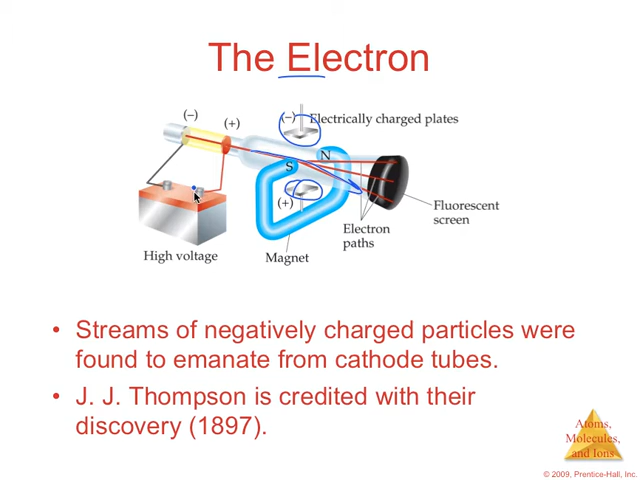 The Electron
(–)
(+)
(–)
Electrically charged plates
N
S
(+)
Fluorescent
screen
Electron
paths
High voltage
Magnet
• Streams of negatively charged particles were
found to emanate from cathode tubes.
• J. J. Thompson is credited with their
discovery (1897).
Atoms,
Molecules,
and Ions
© 2009, Prentice-Hall, Inc.